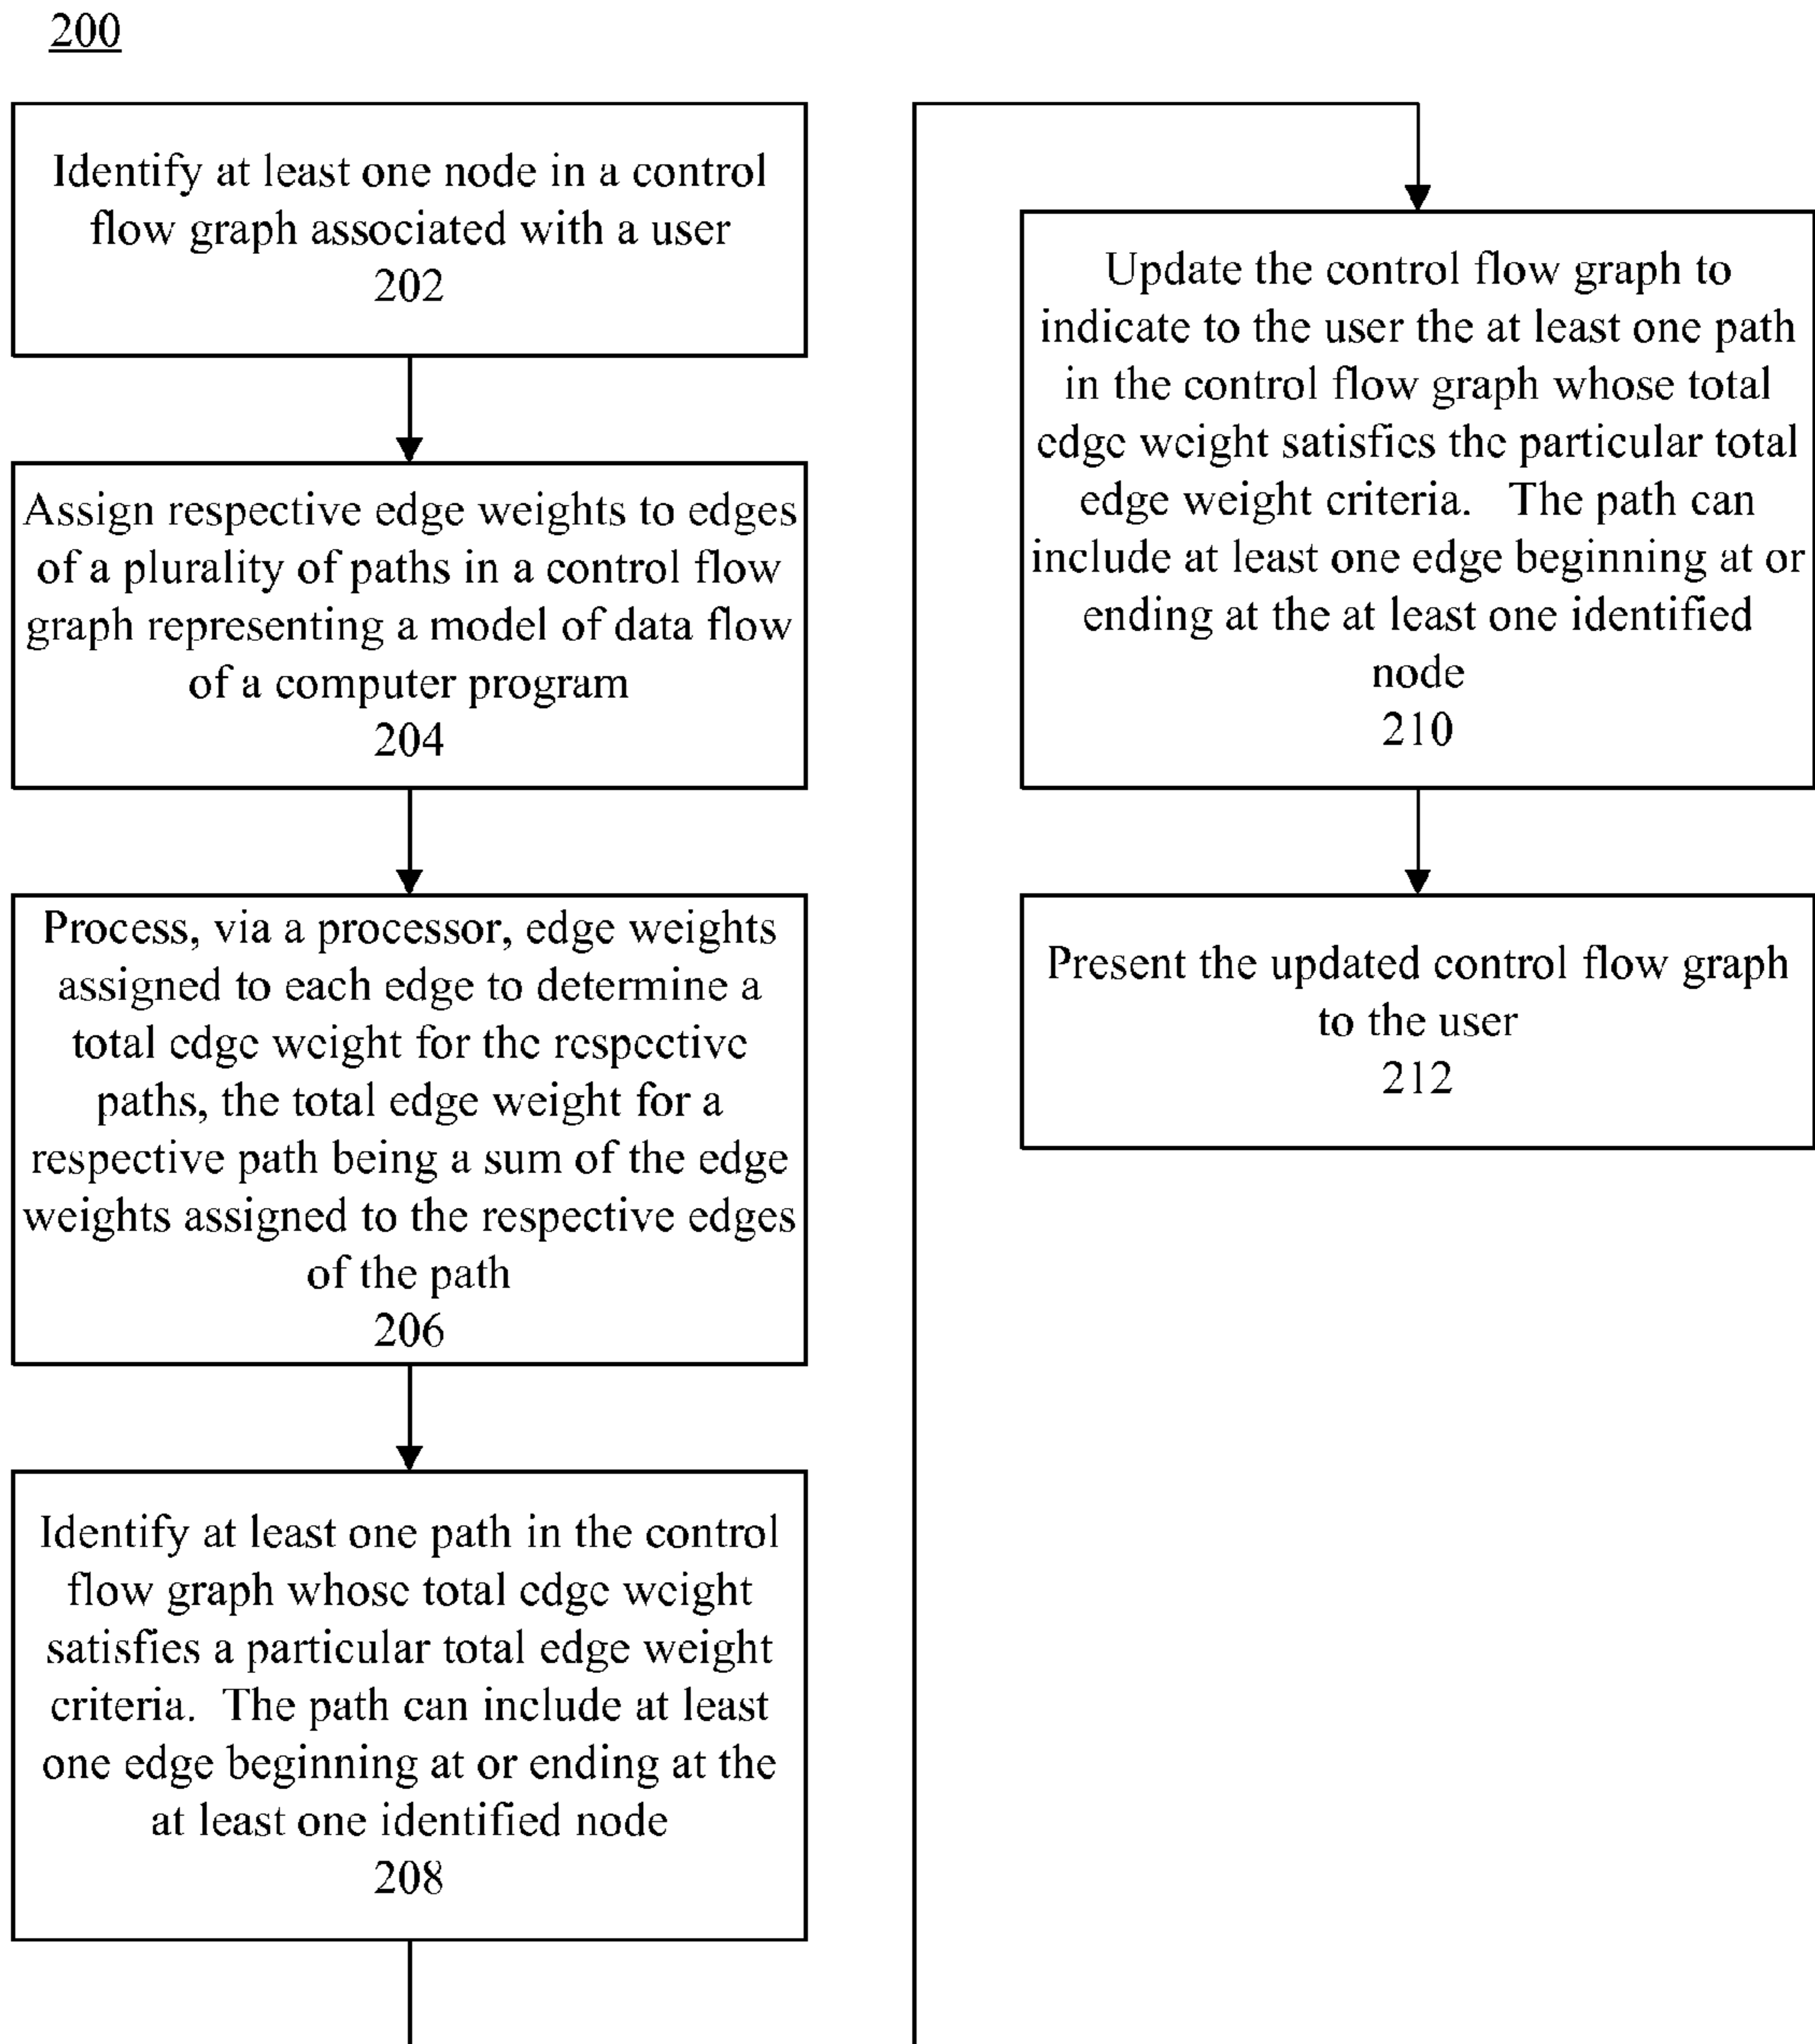 200
Identify at least one node in a control
flow graph associated with a user
202
Assign respective edge weights to edges
of a plurality of paths in a control flow
graph representing a model of data flow
of a computer program
204
Process, via a processor, edge weights
assigned to each edge to determine a
total edge weight for the respective
paths, the total edge weight for a
respective path being a sum of the edge
weights assigned to the respective edges
of the path
206
Identify at least one path in the control
flow graph whose total edge weight
satisfies a particular total edge weight
criteria. The path can include at least
one edge beginning at or ending at the
at least one identified node
208
Update the control flow graph to
indicate to the user the at least one path
in the control flow graph whose total
edge weight satisfies the particular total
edge weight criteria. The path can
include at least one edge beginning at or
ending at the at least one identified
node
210
Present the updated control flow graph
to the user
212